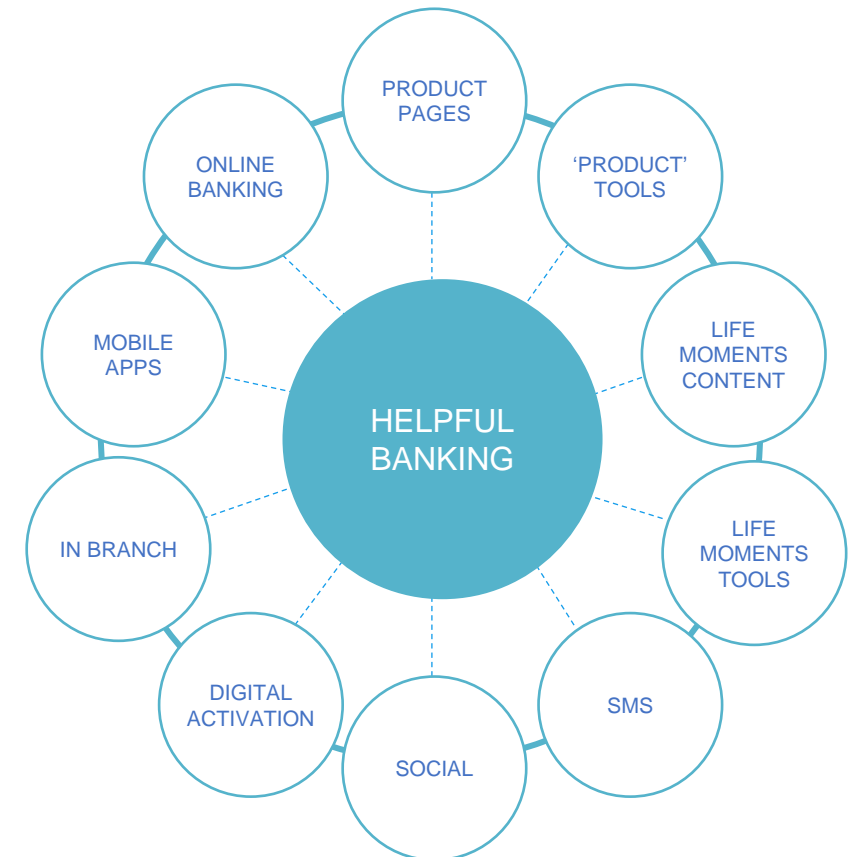 PRODUCT
PAGES
‘PRODUCT’
TOOLS
LIFE
MOMENTS
CONTENT
LIFE
MOMENTS
TOOLS
SMS
SOCIAL
DIGITAL
ACTIVATION
IN BRANCH
MOBILE
APPS
ONLINE
BANKING
HELPFUL
BANKING